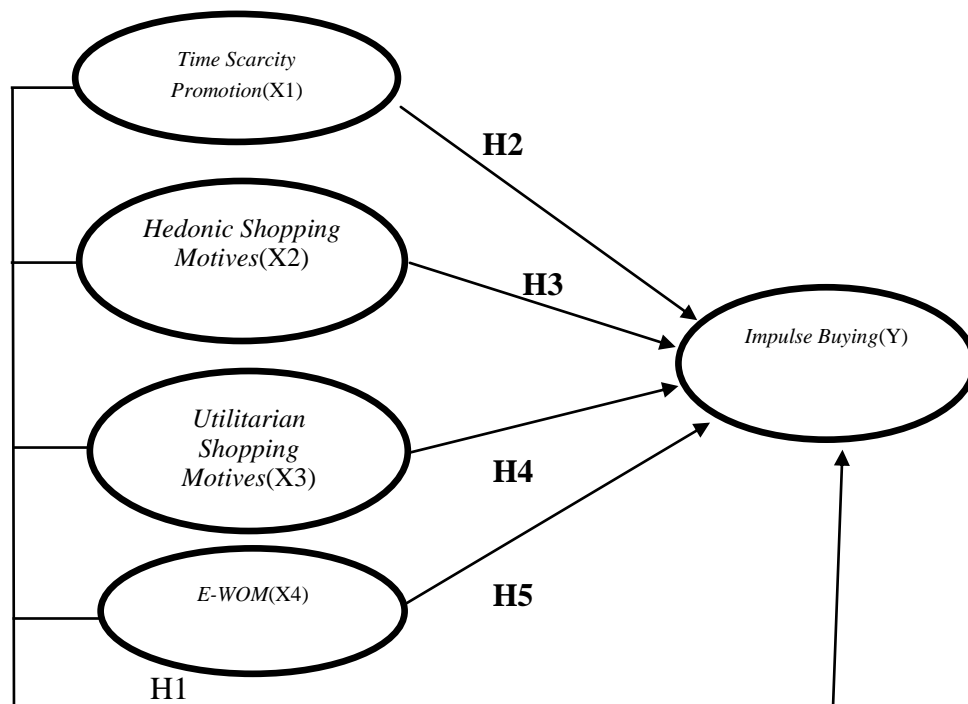 Time Scarcity
Promotion(X1)
H2
Hedonic Shopping
Motives(X2)
H3
Impulse Buying(Y)
Utilitarian
Shopping
Motives(X3)
H4
E-WOM(X4)
H5
H1